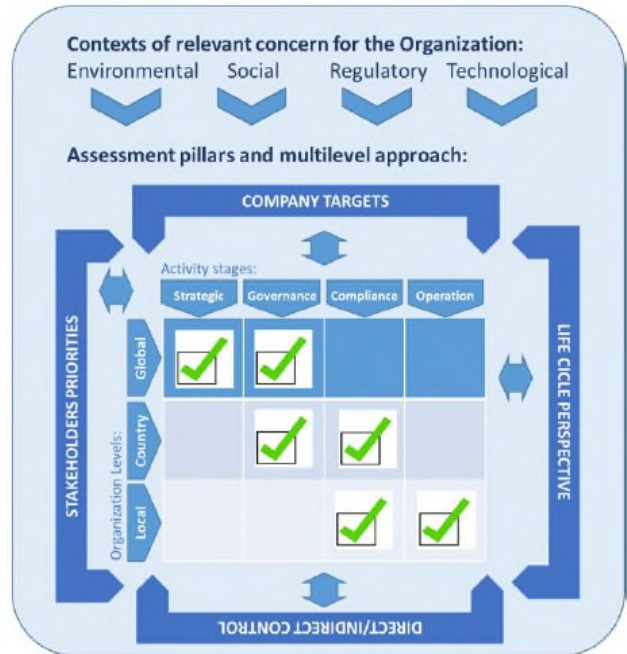 Contexts of relevant concern for the Organization:
Environmental Social Regulatory Technological
Assessment pillars and multilevel approach:
COMPANY TARGETS
STAKEHOLDERS PRIORITIES
LIFE CICLE PERSPECTIVE
Activity stages:
Strategic Governance Compliance Operation
Organization Levels:
Global
Country
Local
DIRECT/INDIRECT CONTROL